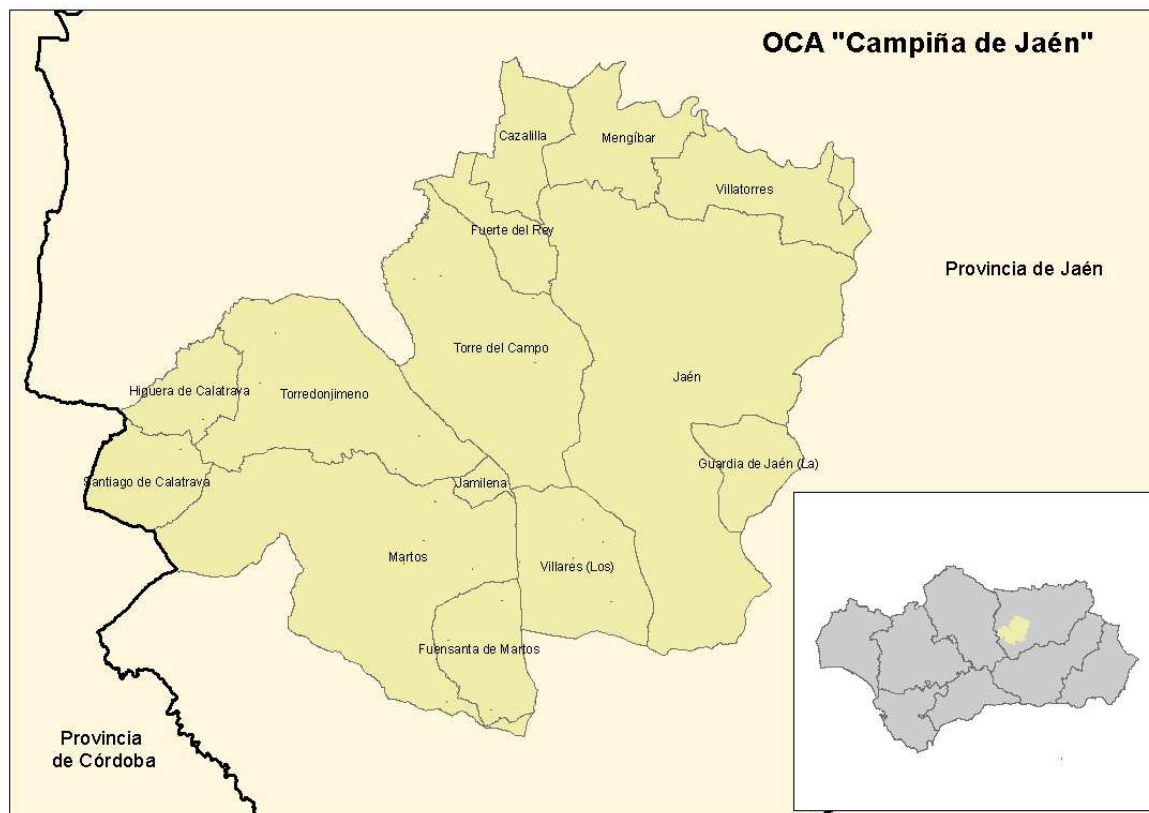 OCA "Campiña de Jaén"
Cazalilla
Mengíbar
Villatorres
Fuerte del Rey
Provincia de Jaén
Torre del Campo
Jaén
Higuera de Calatrava
Torredonjimeno
Guardia de Jaén (La)
Santiago de Calatrava
Jamilena
Martos
Villares (Los)
Fuensanta de Martos
Provincia
de Córdoba